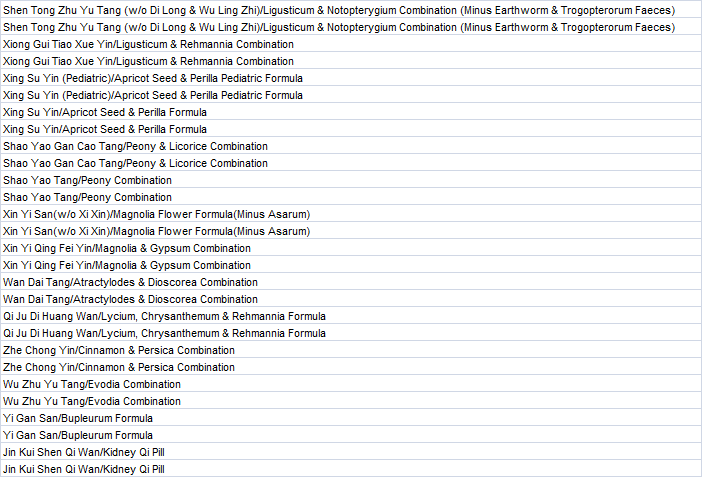 Shen Tong Zhu Yu Tang (w/o Di Long & Wu Ling Zhi)/Ligusticum & Notopterygium Combination (Minus Earthworm & Trogopterorum Faeces)
Shen Tong Zhu Yu Tang (w/o Di Long & Wu Ling Zhi)/Ligusticum & Notopterygium Combination (Minus Earthworm & Trogopterorum Faeces)
Xiong Gui Tiao Xue Yin/Ligusticum & Rehmannia Combination
Xiong Gui Tiao Xue Yin/Ligusticum & Rehmannia Combination
Xing Su Yin (Pediatric)/Apricot Seed & Perilla Pediatric Formula
Xing Su Yin (Pediatric)/Apricot Seed & Perilla Pediatric Formula
Xing Su Yin/Apricot Seed & Perilla Formula
Xing Su Yin/Apricot Seed & Perilla Formula
Shao Yao Gan Cao Tang/Peony & Licorice Combination
Shao Yao Gan Cao Tang/Peony & Licorice Combination
Shao Yao Tang/Peony Combination
Shao Yao Tang/Peony Combination
Xin Yi San(w/o Xi Xin)/Magnolia Flower Formula(Minus Asarum)
Xin Yi San(w/o Xi Xin)/Magnolia Flower Formula(Minus Asarum)
Xin Yi Qing Fei Yin/Magnolia & Gypsum Combination
Xin Yi Qing Fei Yin/Magnolia & Gypsum Combination
Wan Dai Tang/Atractylodes & Dioscorea Combination
Wan Dai Tang/Atractylodes & Dioscorea Combination
Qi Ju Di Huang Wan/Lycium, Chrysanthemum & Rehmannia Formula
Qi Ju Di Huang Wan/Lycium, Chrysanthemum & Rehmannia Formula
Zhe Chong Yin/Cinnamon & Persica Combination
Zhe Chong Yin/Cinnamon & Persica Combination
Wu Zhu Yu Tang/Evodia Combination
Wu Zhu Yu Tang/Evodia Combination
Yi Gan San/Bupleurum Formula
Yi Gan San/Bupleurum Formula
Jin Kui Shen Qi Wan/Kidney Qi Pill
Jin Kui Shen Qi Wan/Kidney Qi Pill